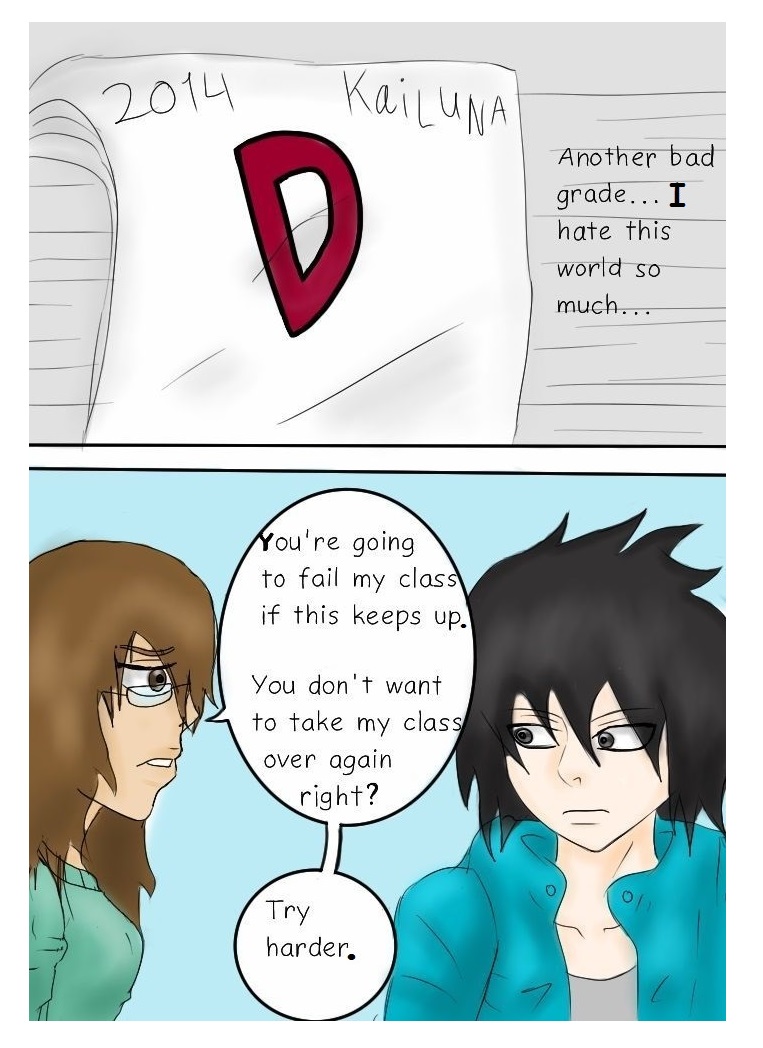 2014 KaiLUNA
D
Another bad
grade... I
hate this
world so
much...
You're going
to fail my class
if this keeps up.
You don't want
to take my class
over again
right?
Try
harder.